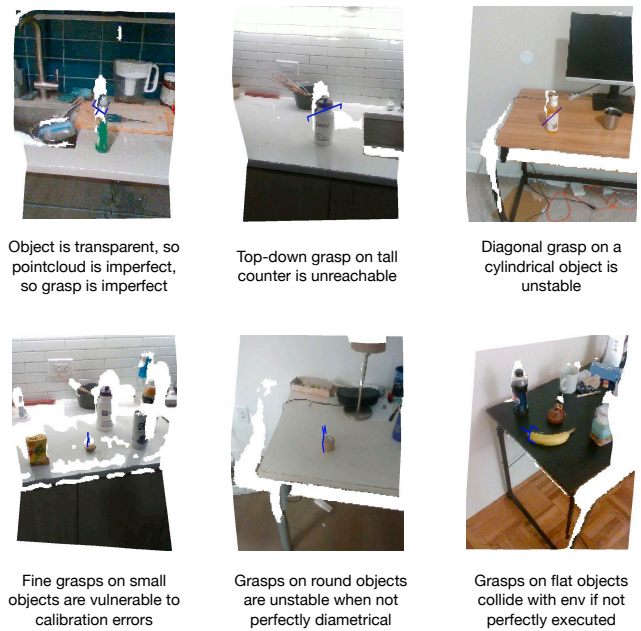 Object is transparent, so
pointcloud is imperfect,
so grasp is imperfect
Top-down grasp on tall
counter is unreachable
Diagonal grasp on a
cylindrical object is
unstable
Fine grasps on small
objects are vulnerable to
calibration errors
Grasps on round objects
are unstable when not
perfectly diametrical
Grasps on flat objects
collide with env if not
perfectly executed